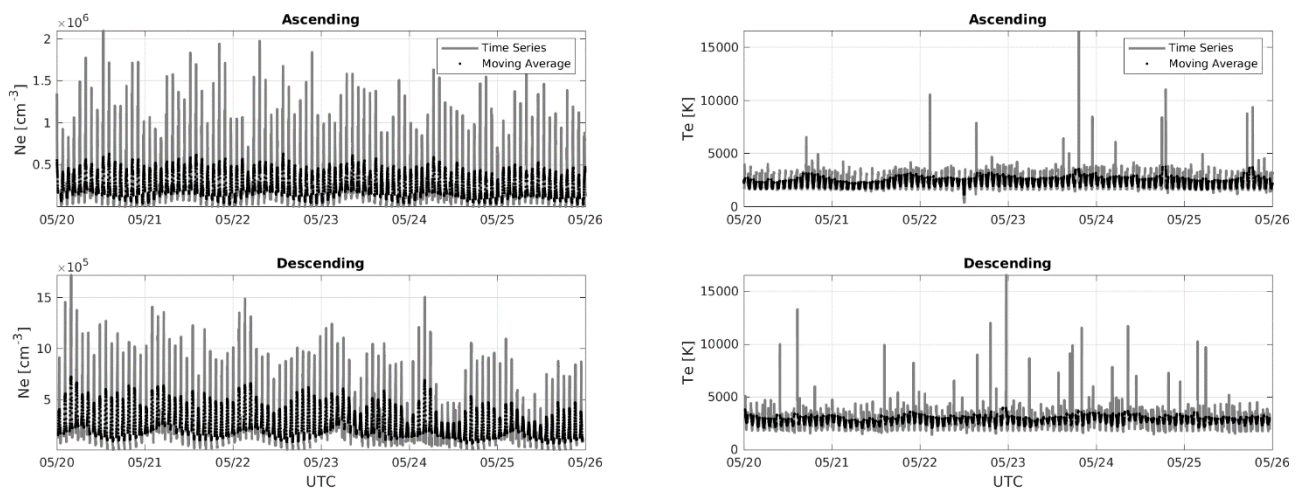 Ascending
×10⁶
Ne [cm⁻³]
2
1.5
1
0.5
Time Series
Moving Average
05/20 05/21 05/22 05/23 05/24 05/25 05/26
Ascending
Te [K]
15000
10000
5000
0
Time Series
Moving Average
05/20 05/21 05/22 05/23 05/24 05/25 05/26
Descending
×10⁵
Ne [cm⁻³]
15
10
5
05/20 05/21 05/22 05/23 05/24 05/25 05/26
UTC
Descending
Te [K]
15000
10000
5000
0
05/20 05/21 05/22 05/23 05/24 05/25 05/26
UTC